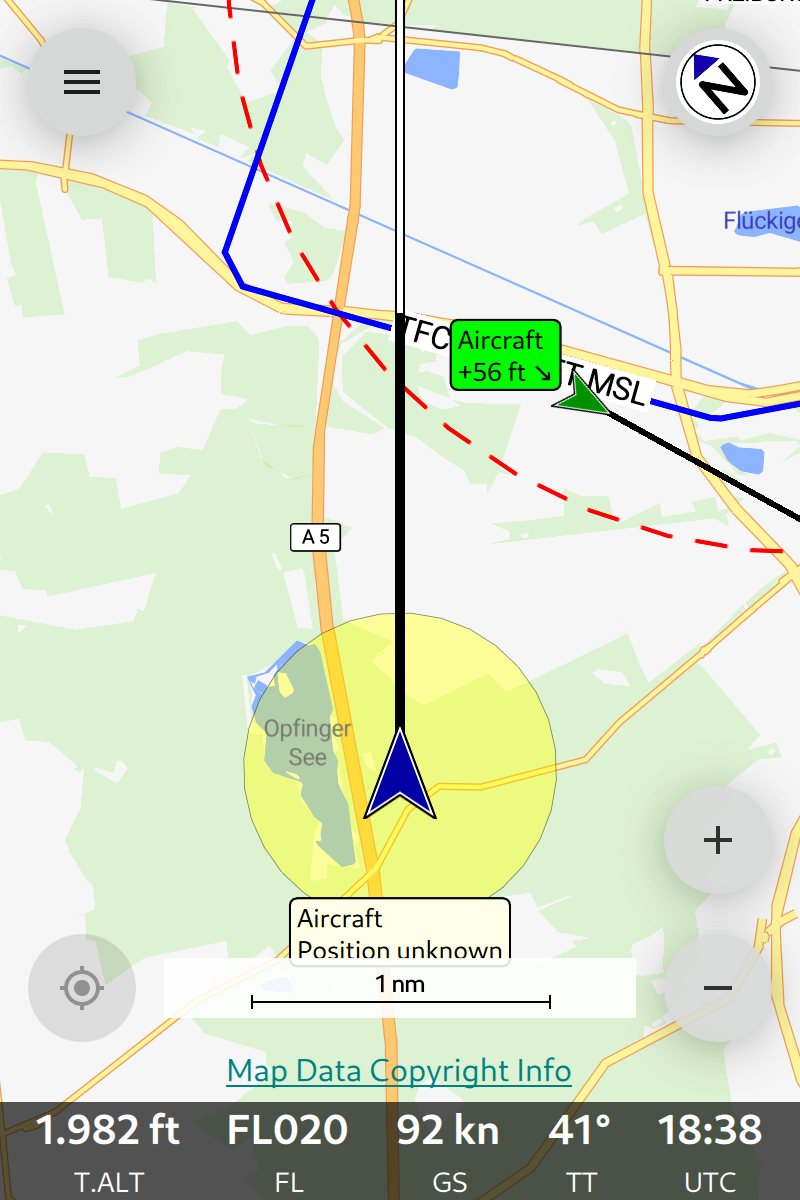 N
TFC
Aircraft
+56 ft ↘
FT MSL
A 5
Opfinger
See
Aircraft
Position unknown
1 nm
Map Data Copyright Info
1.982 ft FL020 92 kn 41° 18:38
T.ALT FL GS TT UTC